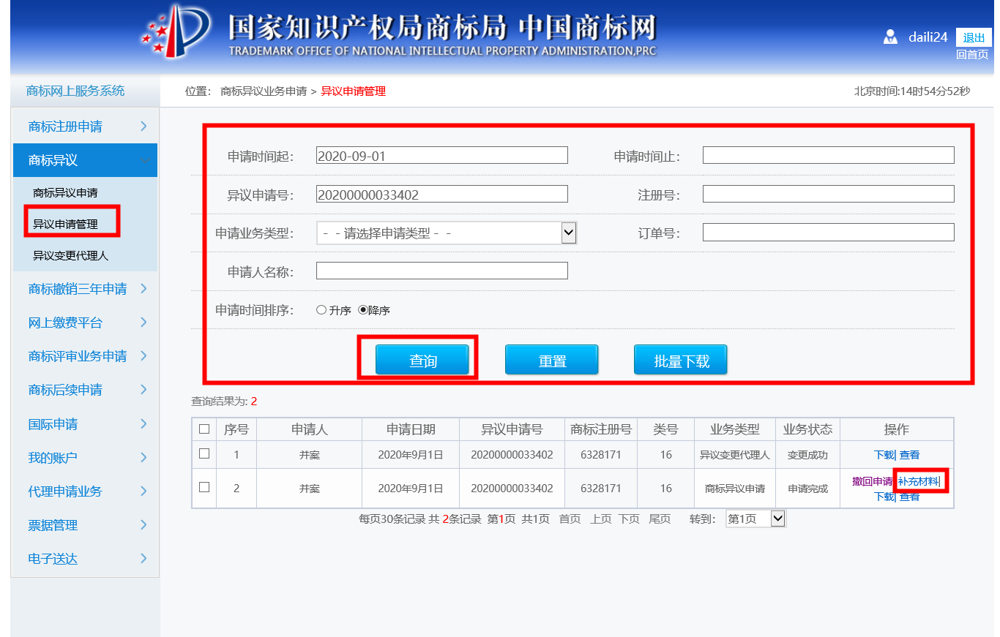 国家知识产权局商标局 中国商标网
TRADEMARK OFFICE OF NATIONAL INTELLECTUAL PROPERTY ADMINISTRATION,PRC
daili24 退出
回首页
商标网上服务系统
位置： 商标异议业务申请 > 异议申请管理
北京时间:14时54分52秒
商标注册申请
商标异议
商标异议申请
异议申请管理
异议变更代理人
商标撤销三年申请
网上缴费平台
商标评审业务申请
商标后续申请
国际申请
我的账户
代理申请业务
票据管理
电子送达
申请时间起： 2020-09-01 申请时间止：
异议申请号： 20200000033402 注册号：
申请业务类型： - - 请选择申请类型 - - 订单号：
申请人名称：
申请时间排序： 升序 降序
查询 重置 批量下载
查询结果为: 2
序号 申请人 申请日期 异议申请号 商标注册号 类号 业务类型 业务状态 操作
1 并案 2020年9月1日 20200000033402 6328171 16 异议变更代理人 变更成功 下载| 查看
2 并案 2020年9月1日 20200000033402 6328171 16 商标异议申请 申请完成 撤回申请 补充材料|
下载| 查看
每页30条记录 共 2条记录 第1页 共1页 首页 上页 下页 尾页 转到： 第1页